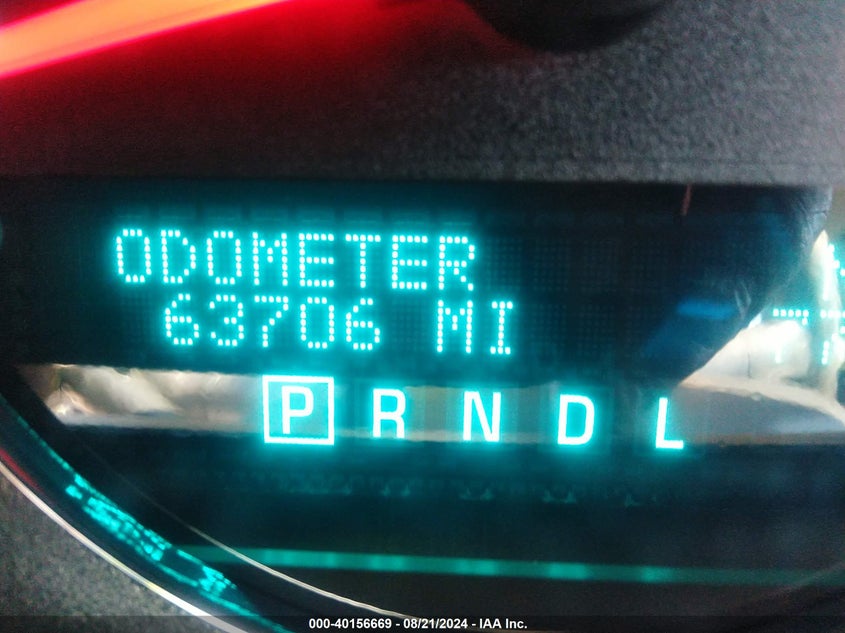 ODOMETER
63706 MI
P R N D L
000-40156669 - 08/21/2024 - IAA Inc.